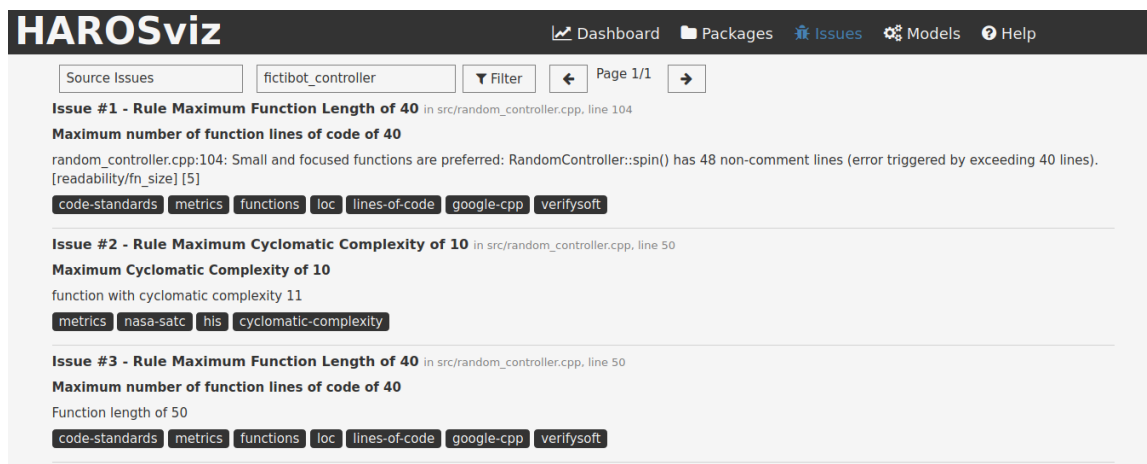 HAROSviz
Dashboard Packages Issues Models Help
Source Issues fictibot_controller Filter Page 1/1
Issue #1 - Rule Maximum Function Length of 40 in src/random_controller.cpp, line 104
Maximum number of function lines of code of 40
random_controller.cpp:104: Small and focused functions are preferred: RandomController::spin() has 48 non-comment lines (error triggered by exceeding 40 lines).
[readability/fn_size] [5]
code-standards metrics functions loc lines-of-code google-cpp verifysoft
Issue #2 - Rule Maximum Cyclomatic Complexity of 10 in src/random_controller.cpp, line 50
Maximum Cyclomatic Complexity of 10
function with cyclomatic complexity 11
metrics nasa-satc his cyclomatic-complexity
Issue #3 - Rule Maximum Function Length of 40 in src/random_controller.cpp, line 50
Maximum number of function lines of code of 40
Function length of 50
code-standards metrics functions loc lines-of-code google-cpp verifysoft